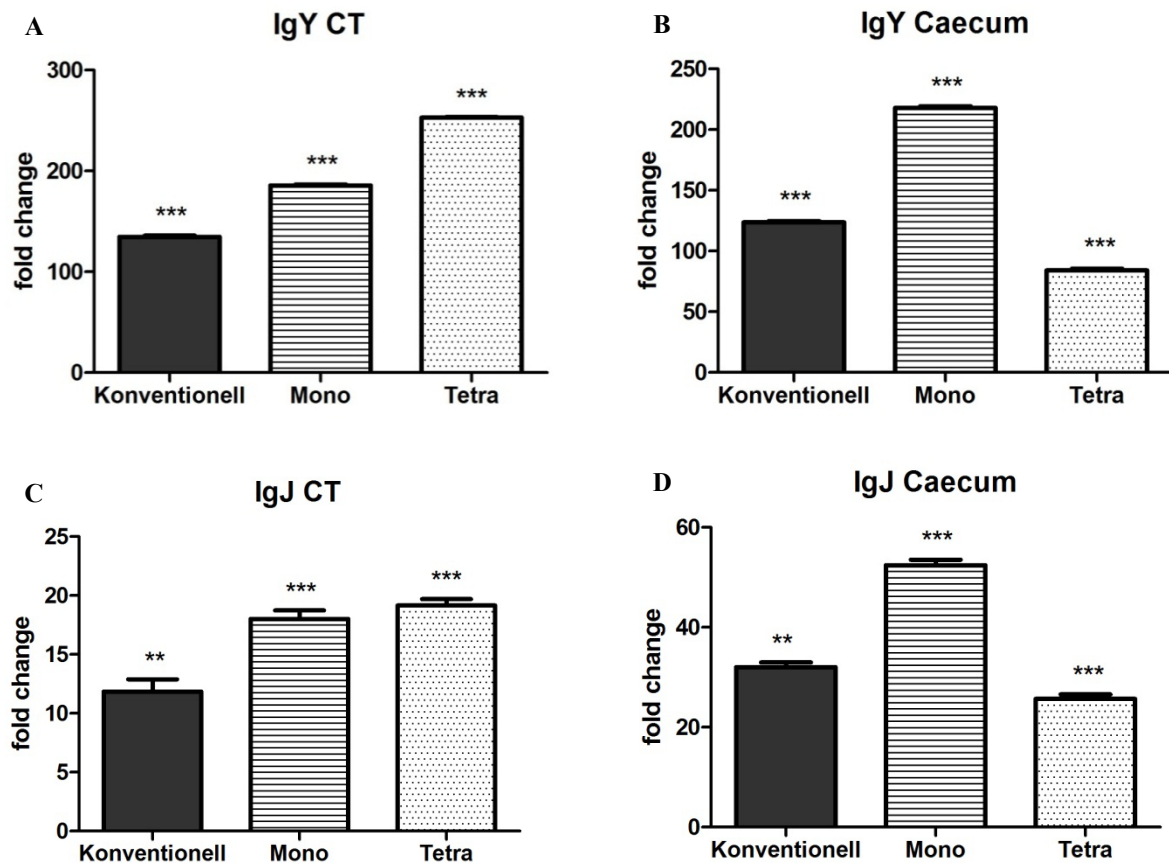 A
IgY CT
fold change
300
200
100
0
***
***
***
Konventionell
Mono
Tetra
B
IgY Caecum
fold change
250
200
150
100
50
0
***
***
***
Konventionell
Mono
Tetra
C
IgJ CT
fold change
25
20
15
10
5
0
**
***
***
Konventionell
Mono
Tetra
D
IgJ Caecum
fold change
60
40
20
0
**
***
***
Konventionell
Mono
Tetra